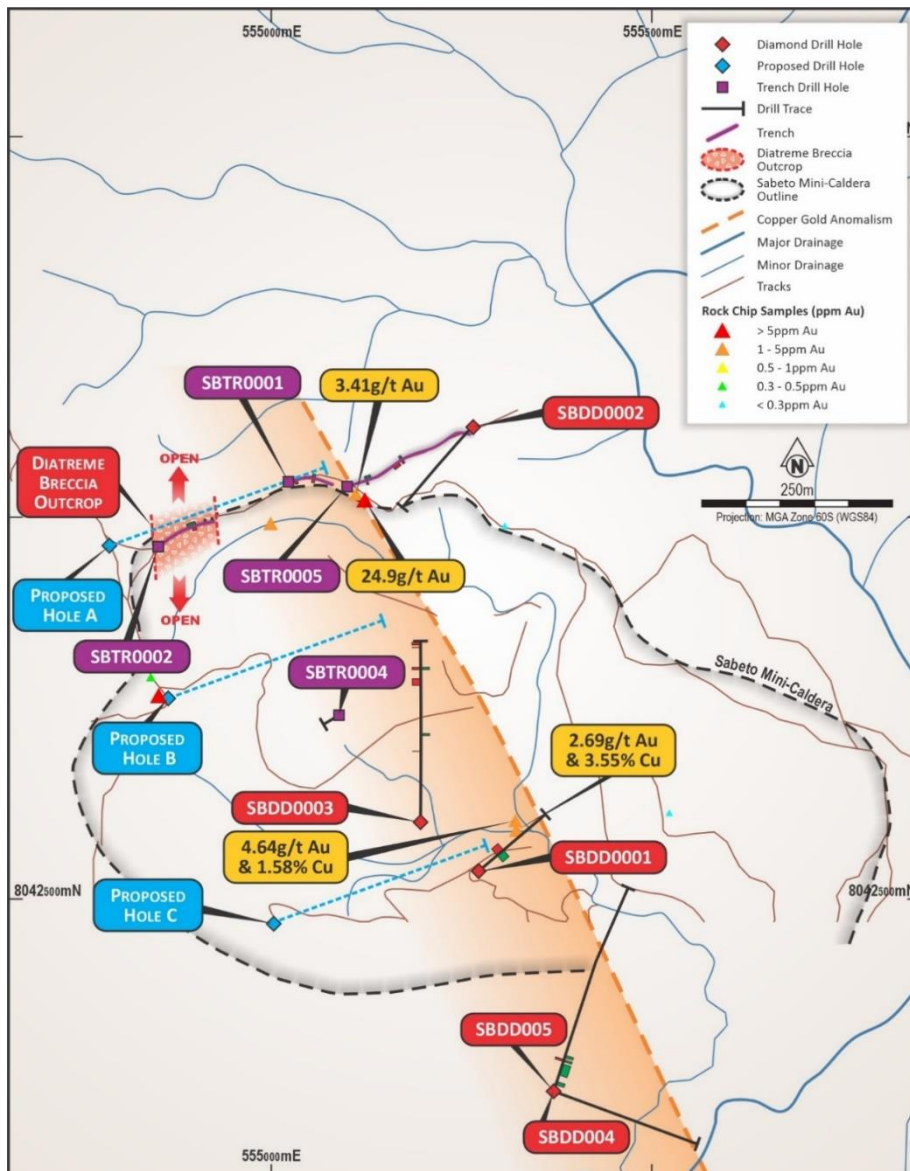 555000mE
555500mE
Diamond Drill Hole
Proposed Drill Hole
Trench Drill Hole
Drill Trace
Trench
Diatreme Breccia
Outcrop
Sabeto Mini-Caldera
Outline
Copper Gold Anomalism
Major Drainage
Minor Drainage
Tracks
Rock Chip Samples (ppm Au)
> 5ppm Au
1 - 5ppm Au
0.5 - 1ppm Au
0.3 - 0.5ppm Au
< 0.3ppm Au
N
250m
Projection: MGA Zone 60S (WGS84)
SBTR0001
3.41g/t Au
SBDD0002
DIATREME
BRECCIA
OUTCROP
OPEN
PROPOSED
HOLE A
OPEN
SBTR0005
24.9g/t Au
SBTR0002
SBTR0004
Sabeto Mini-Caldera
PROPOSED
HOLE B
2.69g/t Au
& 3.55% Cu
SBDD0003
4.64g/t Au
& 1.58% Cu
SBDD0001
PROPOSED
HOLE C
8042500mN
8042500mN
SBDD005
SBDD004
555000mE